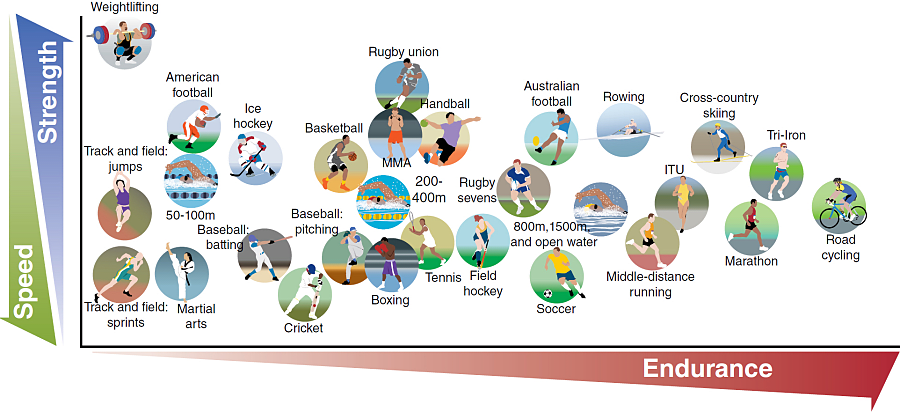 Weightlifting
Strength
Speed
American
football
Ice
hockey
Rugby union
Handball
Basketball
MMA
Australian
football
Rowing
Cross-country
skiing
Tri-Iron
Track and field:
jumps
50-100m
200-
400m
Rugby
sevens
ITU
Baseball:
batting
Baseball:
pitching
800m,1500m,
and open water
Road
cycling
Marathon
Middle-distance
running
Tennis
Field
hockey
Boxing
Soccer
Track and field:
sprints
Martial
arts
Cricket
Endurance